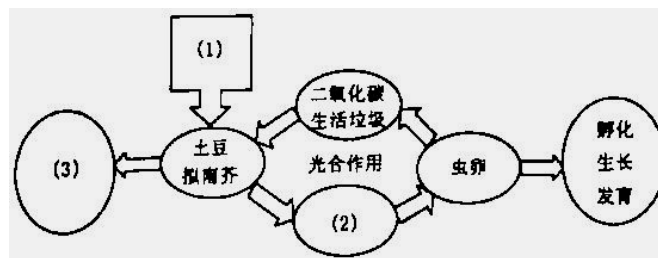 (1)
二氧化碳
生活垃圾
孵化
生长
发育
土豆
拟南芥
(3)
光合作用
虫卵
(2)